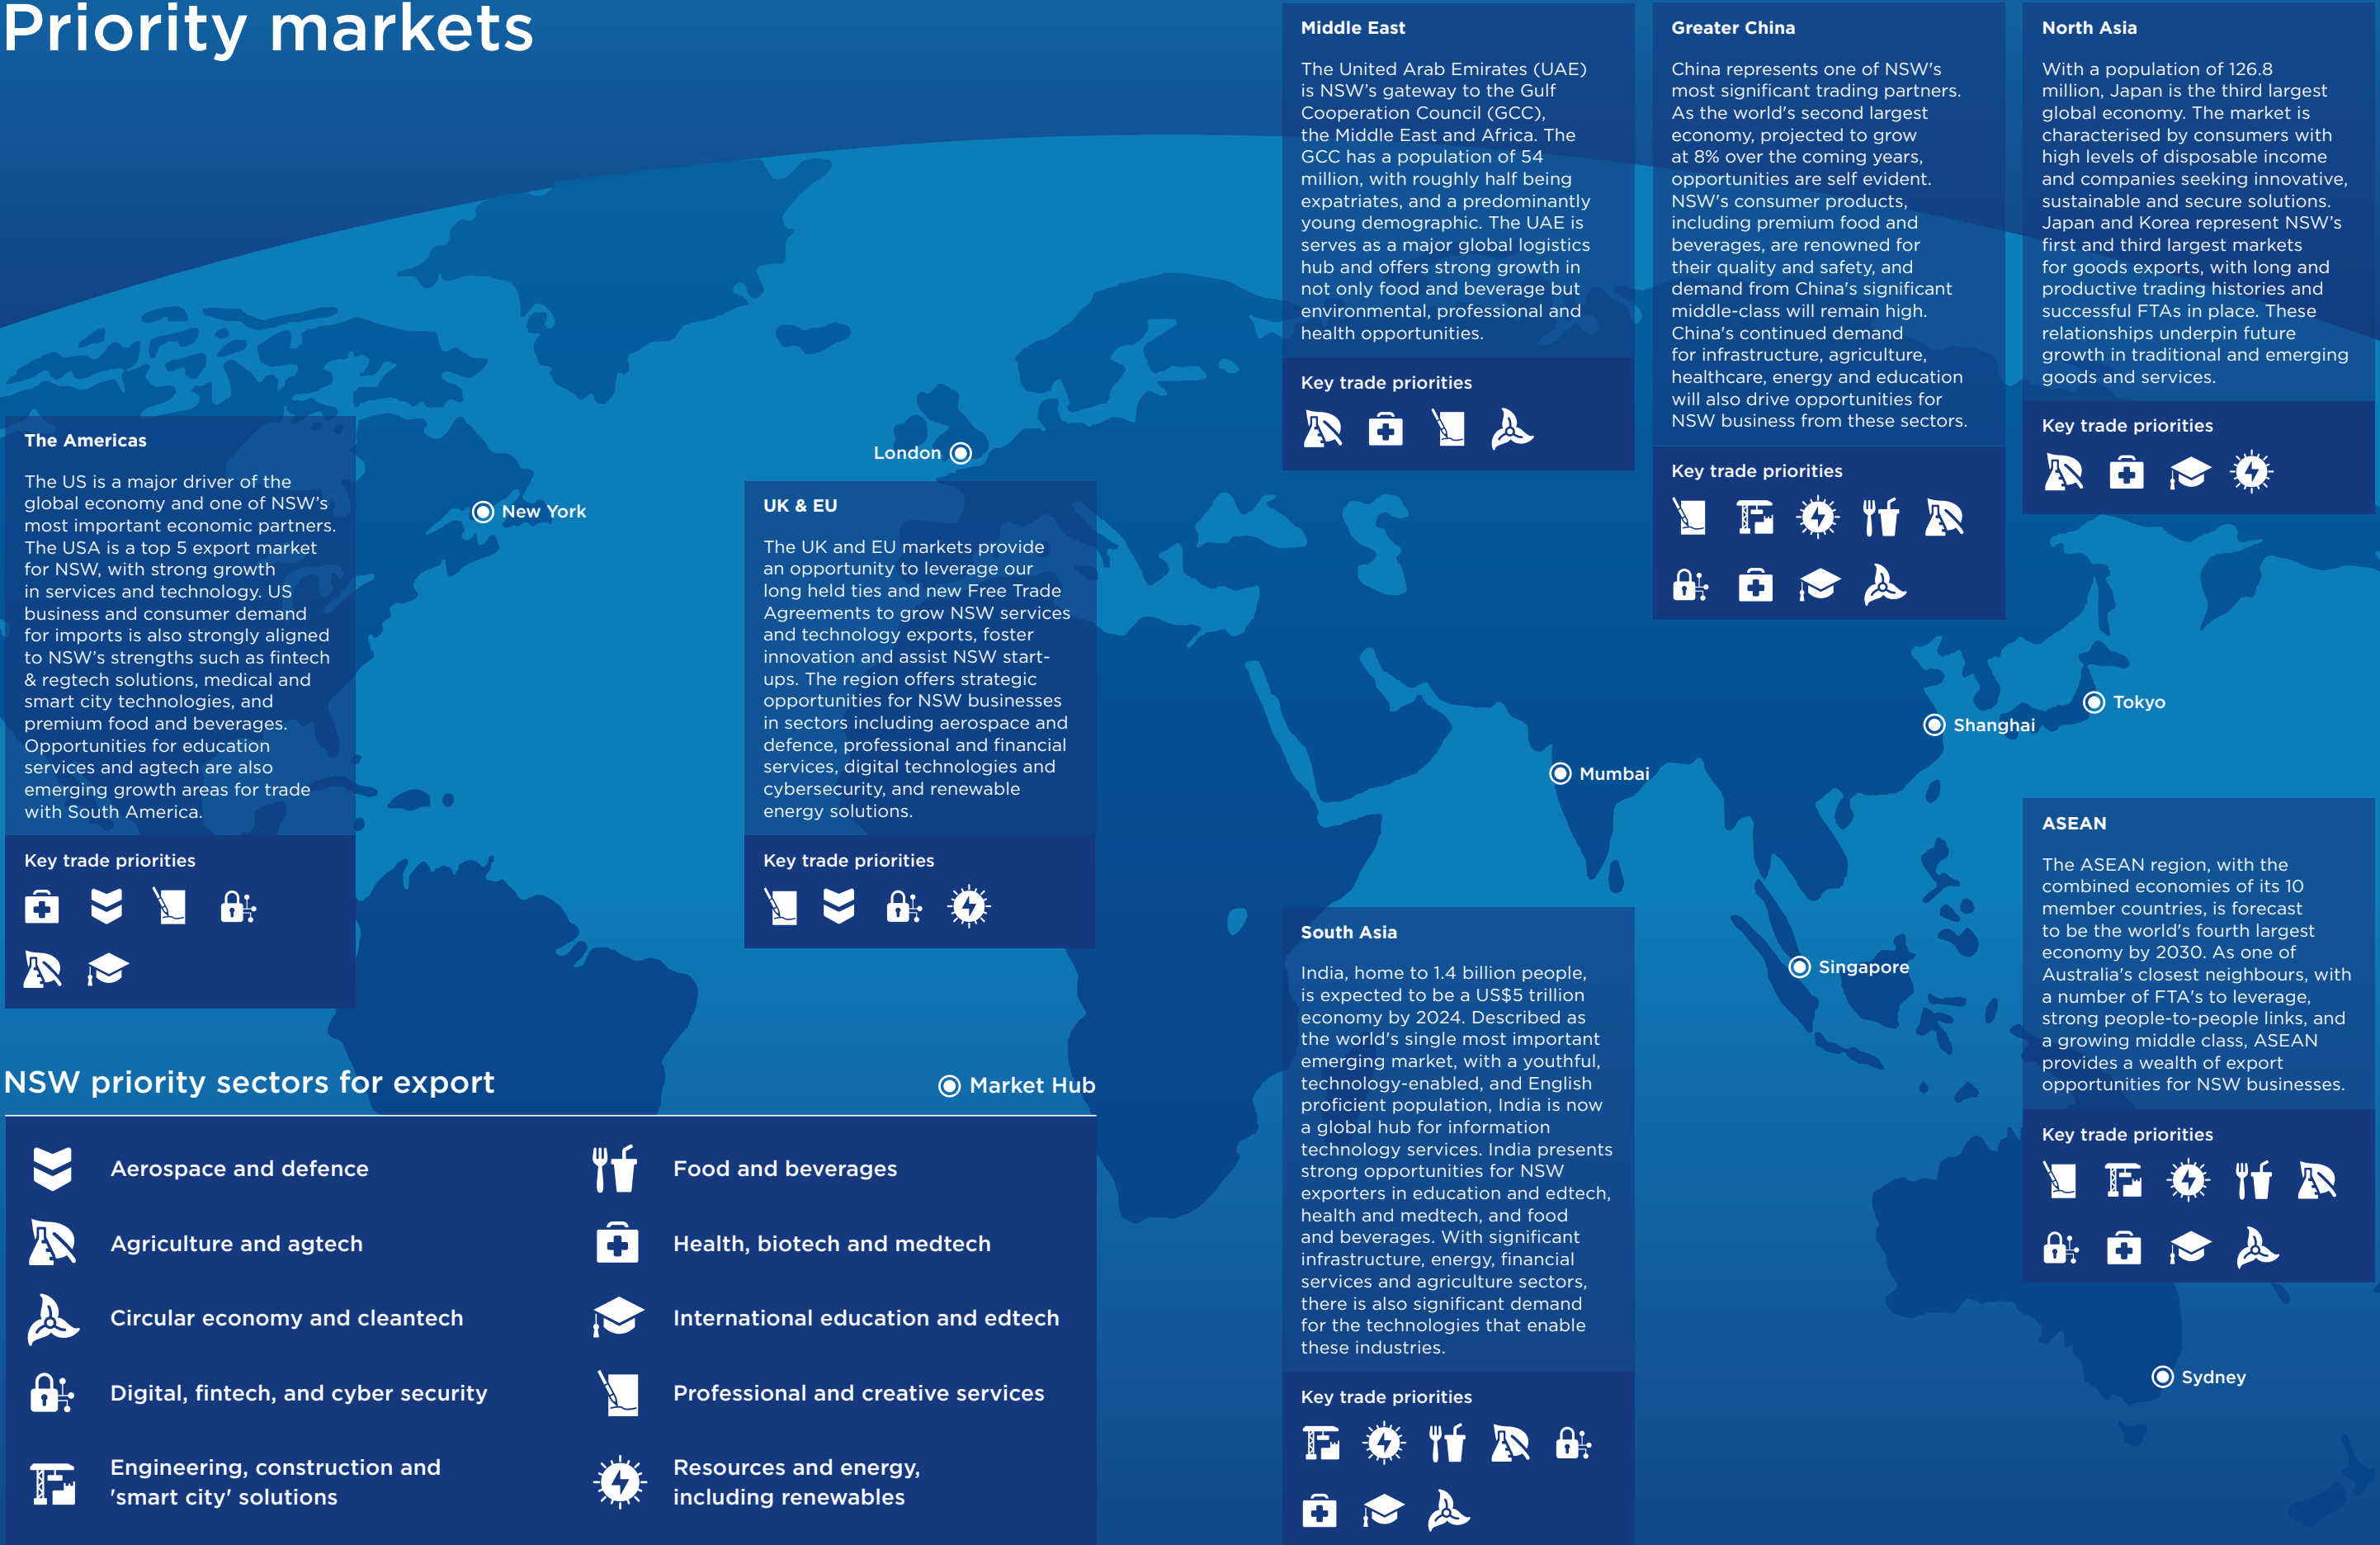 Priority markets
Middle East
The United Arab Emirates (UAE)
is NSW's gateway to the Gulf
Cooperation Council (GCC),
the Middle East and Africa. The
GCC has a population of 54
million, with roughly half being
expatriates, and a predominantly
young demographic. The UAE is
serves as a major global logistics
hub and offers strong growth in
not only food and beverage but
environmental, professional and
health opportunities.
Key trade priorities
Greater China
China represents one of NSW's
most significant trading partners.
As the world's second largest
economy, projected to grow
at 8% over the coming years,
opportunities are self evident.
NSW's consumer products,
including premium food and
beverages, are renowned for
their quality and safety, and
demand from China's significant
middle-class will remain high.
China's continued demand
for infrastructure, agriculture,
healthcare, energy and education
will also drive opportunities for
NSW business from these sectors.
Key trade priorities
North Asia
With a population of 126.8
million, Japan is the third largest
global economy. The market is
characterised by consumers with
high levels of disposable income
and companies seeking innovative,
sustainable and secure solutions.
Japan and Korea represent NSW's
first and third largest markets
for goods exports, with long and
productive trading histories and
successful FTAs in place. These
relationships underpin future
growth in traditional and emerging
goods and services.
Key trade priorities
The Americas
The US is a major driver of the
global economy and one of NSW's
most important economic partners.
The USA is a top 5 export market
for NSW, with strong growth
in services and technology. US
business and consumer demand
for imports is also strongly aligned
to NSW's strengths such as fintech
& regtech solutions, medical and
smart city technologies, and
premium food and beverages.
Opportunities for education
services and agtech are also
emerging growth areas for trade
with South America.
Key trade priorities
New York
London
UK & EU
The UK and EU markets provide
an opportunity to leverage our
long held ties and new Free Trade
Agreements to grow NSW services
and technology exports, foster
innovation and assist NSW start-
ups. The region offers strategic
opportunities for NSW businesses
in sectors including aerospace and
defence, professional and financial
services, digital technologies and
cybersecurity, and renewable
energy solutions.
Key trade priorities
Tokyo
Shanghai
Mumbai
Singapore
South Asia
India, home to 1.4 billion people,
is expected to be a US$5 trillion
economy by 2024. Described as
the world's single most important
emerging market, with a youthful,
technology-enabled, and English
proficient population, India is now
a global hub for information
technology services. India presents
strong opportunities for NSW
exporters in education and edtech,
health and medtech, and food
and beverages. With significant
infrastructure, energy, financial
services and agriculture sectors,
there is also significant demand
for the technologies that enable
these industries.
Key trade priorities
ASEAN
The ASEAN region, with the
combined economies of its 10
member countries, is forecast
to be the world's fourth largest
economy by 2030. As one of
Australia's closest neighbours, with
a number of FTA's to leverage,
strong people-to-people links, and
a growing middle class, ASEAN
provides a wealth of export
opportunities for NSW businesses.
Key trade priorities
Sydney
NSW priority sectors for export
Market Hub
Aerospace and defence
Agriculture and agtech
Circular economy and cleantech
Digital, fintech, and cyber security
Engineering, construction and
'smart city' solutions
Food and beverages
Health, biotech and medtech
International education and edtech
Professional and creative services
Resources and energy,
including renewables